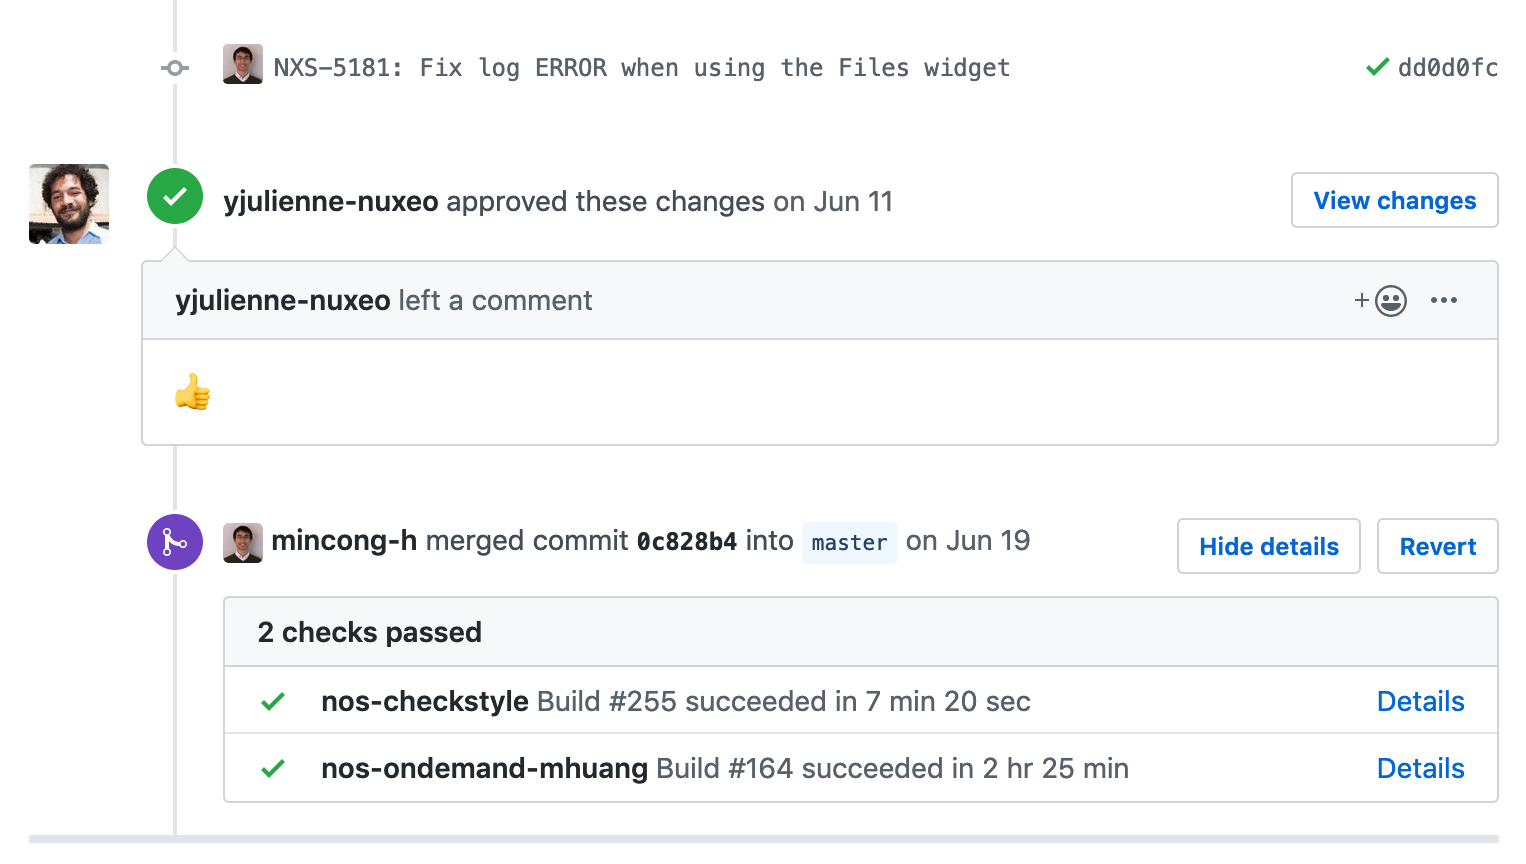 NXS-5181: Fix log ERROR when using the Files widget dd0d0fc
yjulienne-nuxeo approved these changes on Jun 11 View changes
yjulienne-nuxeo left a comment
👍
mincong-h merged commit 0c828b4 into master on Jun 19 Hide details Revert
2 checks passed
nos-checkstyle Build #255 succeeded in 7 min 20 sec Details
nos-ondemand-mhuang Build #164 succeeded in 2 hr 25 min Details